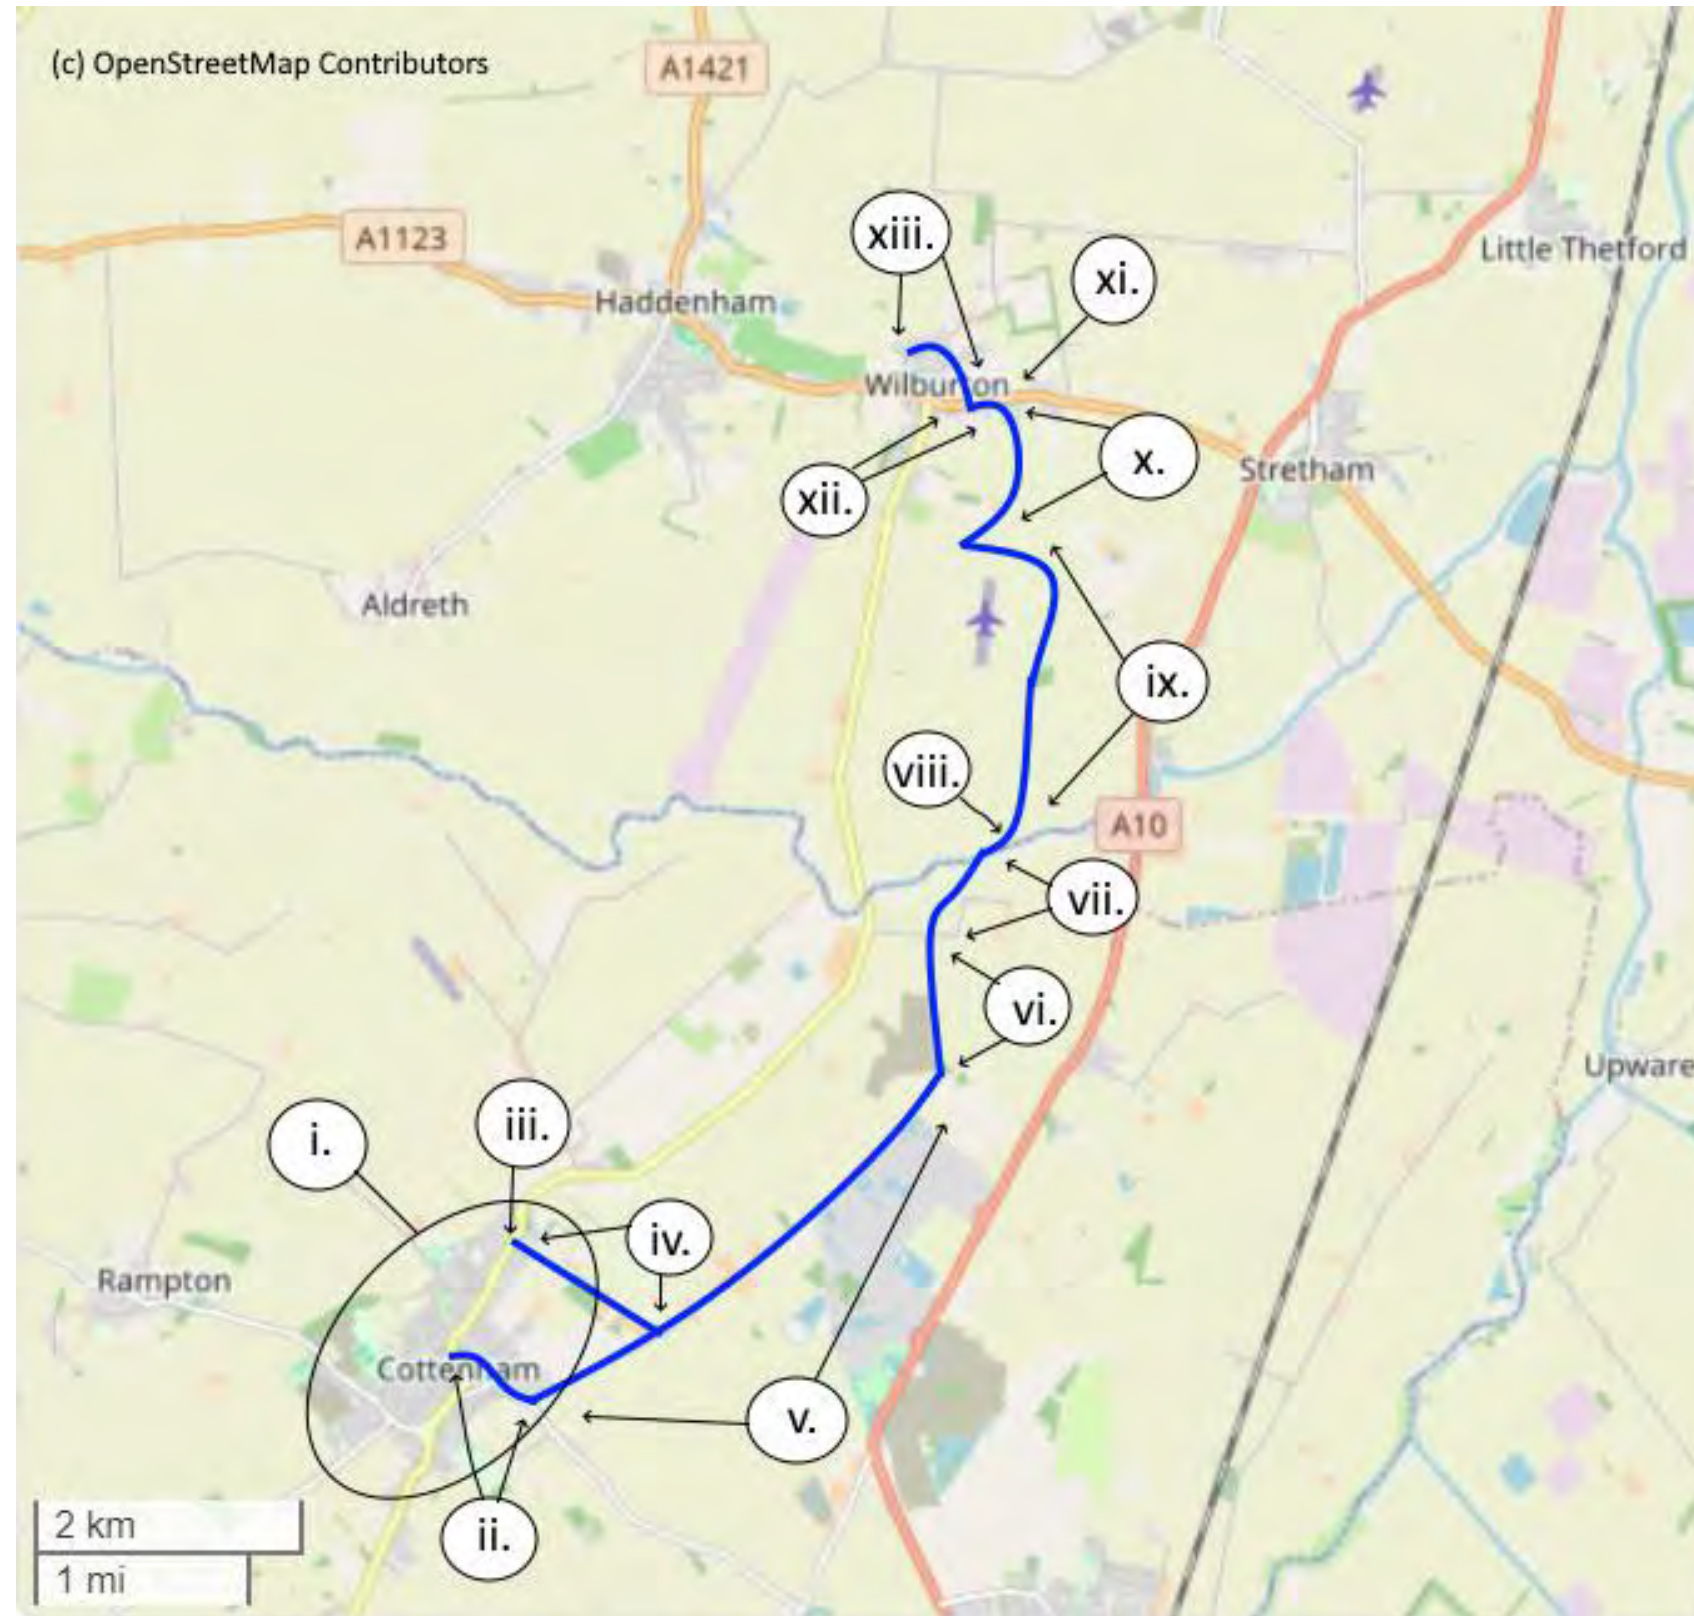 (c) OpenStreetMap Contributors
A1421
A1123
xiii.
xi.
Little Thetford
Haddenham
Wilburton
x.
Stretham
xii.
Aldreth
ix.
viii.
A10
vii.
vi.
Upware
iii.
i.
iv.
Rampton
Cottenham
v.
ii.
2 km
1 mi